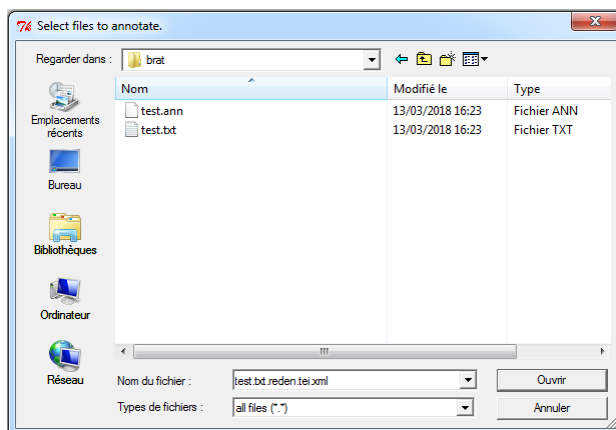 Select files to annotate.
Regarder dans :
brat
Nom Modifié le Type
test.ann 13/03/2018 16:23 Fichier ANN
test.txt 13/03/2018 16:23 Fichier TXT
Emplacements
récents
Bureau
Bibliothèques
Ordinateur
Réseau
Nom du fichier : test.txt.reden.tei.xml Ouvrir
Types de fichiers : all files (*.*) Annuler